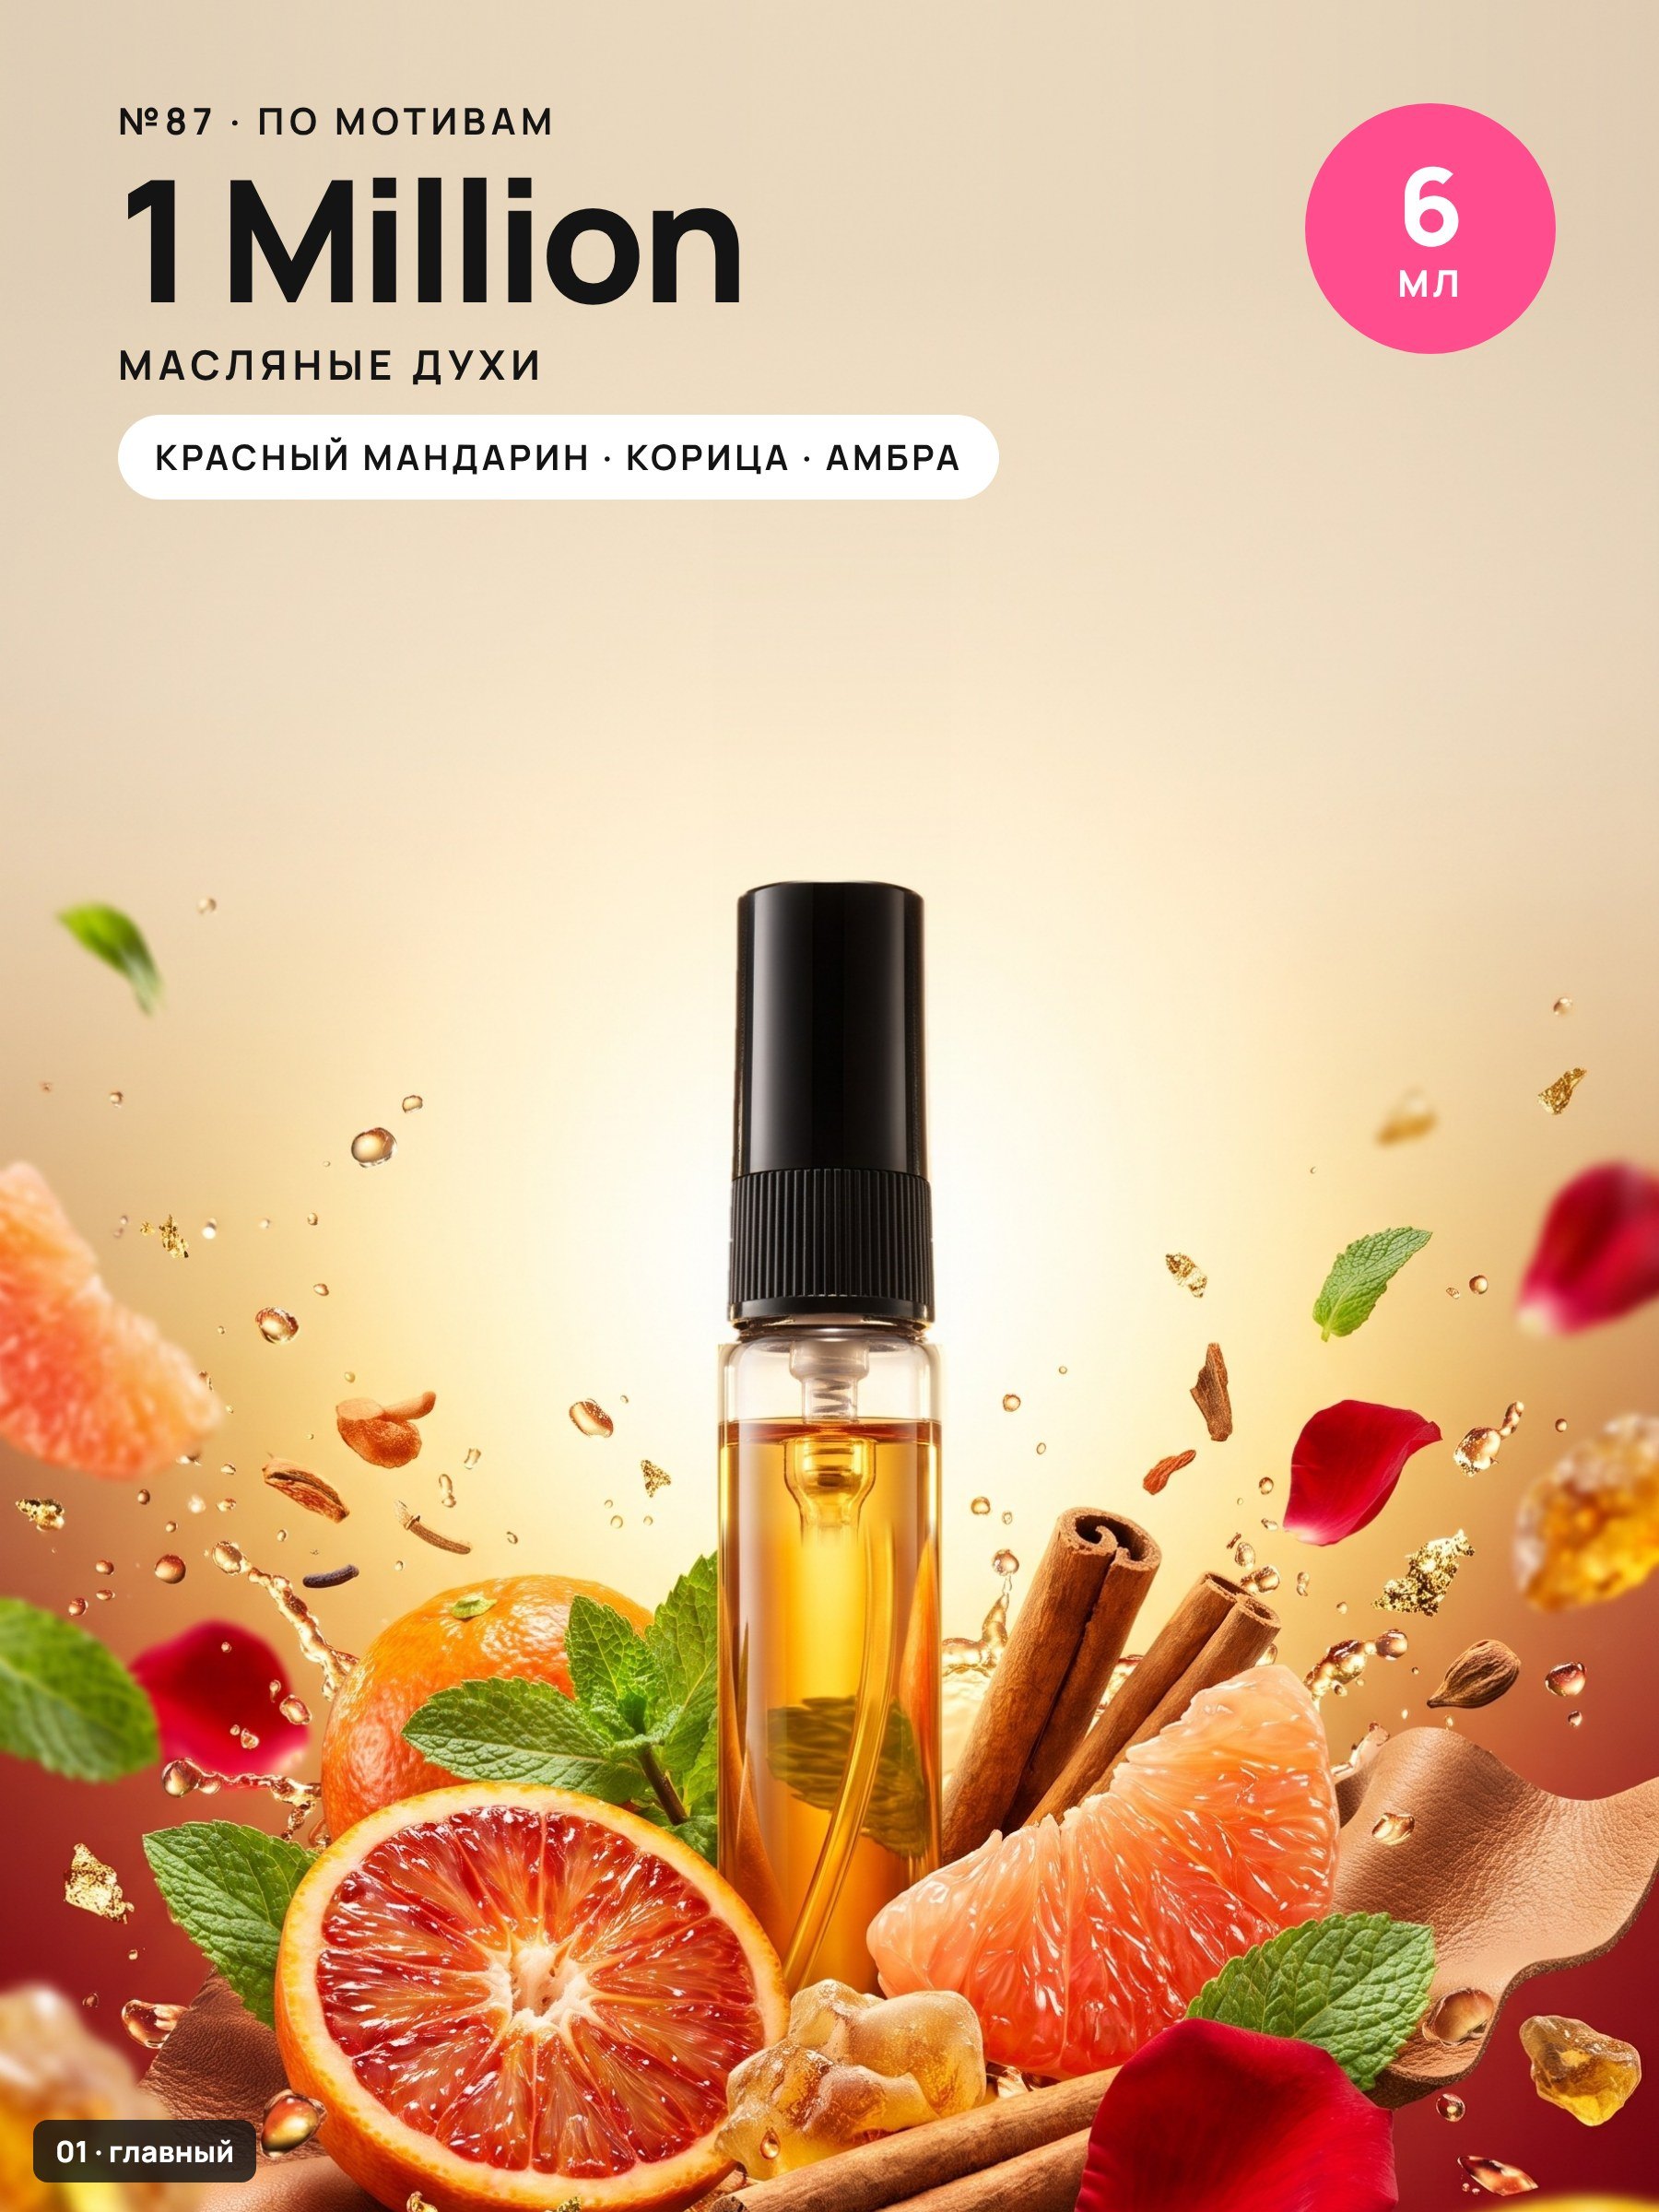 №87 · ПО МОТИВАМ
1 Million
МАСЛЯНЫЕ ДУХИ
КРАСНЫЙ МАНДАРИН · КОРИЦА · АМБРА
6
МЛ
01 · главный